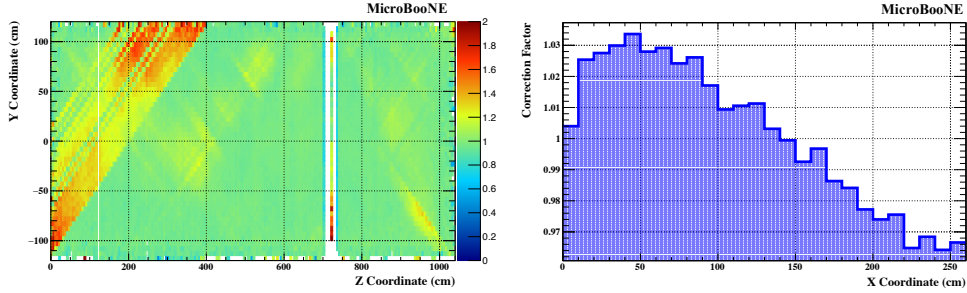 MicroBooNE
Y Coordinate (cm)
100
50
0
−50
−100
0 200 400 600 800 1000
Z Coordinate (cm)
2
1.8
1.6
1.4
1.2
1
0.8
0.6
0.4
0.2
0
MicroBooNE
Correction Factor
1.03
1.02
1.01
1
0.99
0.98
0.97
0 50 100 150 200 250
X Coordinate (cm)